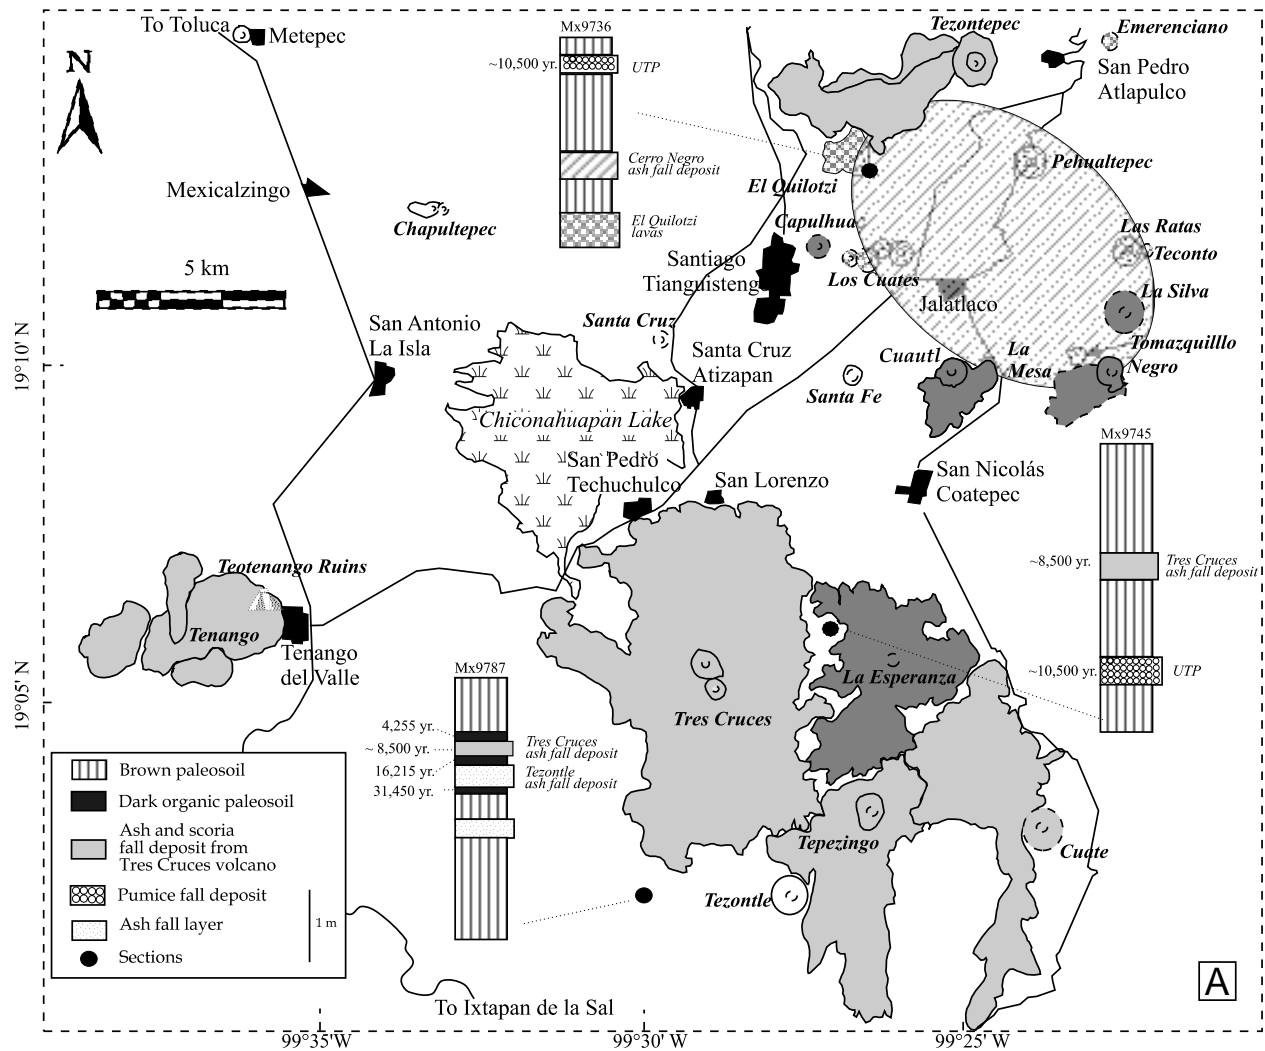 To Toluca
Metepec
N
Mexicalzingo
5 km
Chapultepec
San Antonio
La Isla
19°10' N
19°05' N
Mx9736
~10,500 yr.
UTP
Cerro Negro
ash fall deposit
El Quilotzi
lavas
Tezontepec
Emerenciano
San Pedro
Atlapulco
Pehualtepec
El Quilotzi
Capulhua
Las Ratas
Teconto
Santiago
Tianguistengo
Los Cuates
Jalatlaco
La Silva
Santa Cruz
Tomazquilllo
Negro
Cuautl
La
Mesa
Santa Cruz
Atizapan
Santa Fe
Chiconahuapan Lake
San Pedro
Techuchulco
San Lorenzo
San Nicolás
Coatepec
Mx9745
~8,500 yr.
Tres Cruces
ash fall deposit
~10,500 yr.
UTP
Teotenango Ruins
Tenango
Tenango
del Valle
Tres Cruces
La Esperanza
Mx9787
4,255 yr.
~ 8,500 yr.
Tres Cruces
ash fall deposit
16,215 yr.
Tezontle
ash fall deposit
31,450 yr.
Tepezingo
Cuate
Tezontle
Brown paleosoil
Dark organic paleosoil
Ash and scoria
fall deposit from
Tres Cruces volcano
Pumice fall deposit
Ash fall layer
Sections
1 m
To Ixtapan de la Sal
A
99°35' W
99°30' W
99°25' W